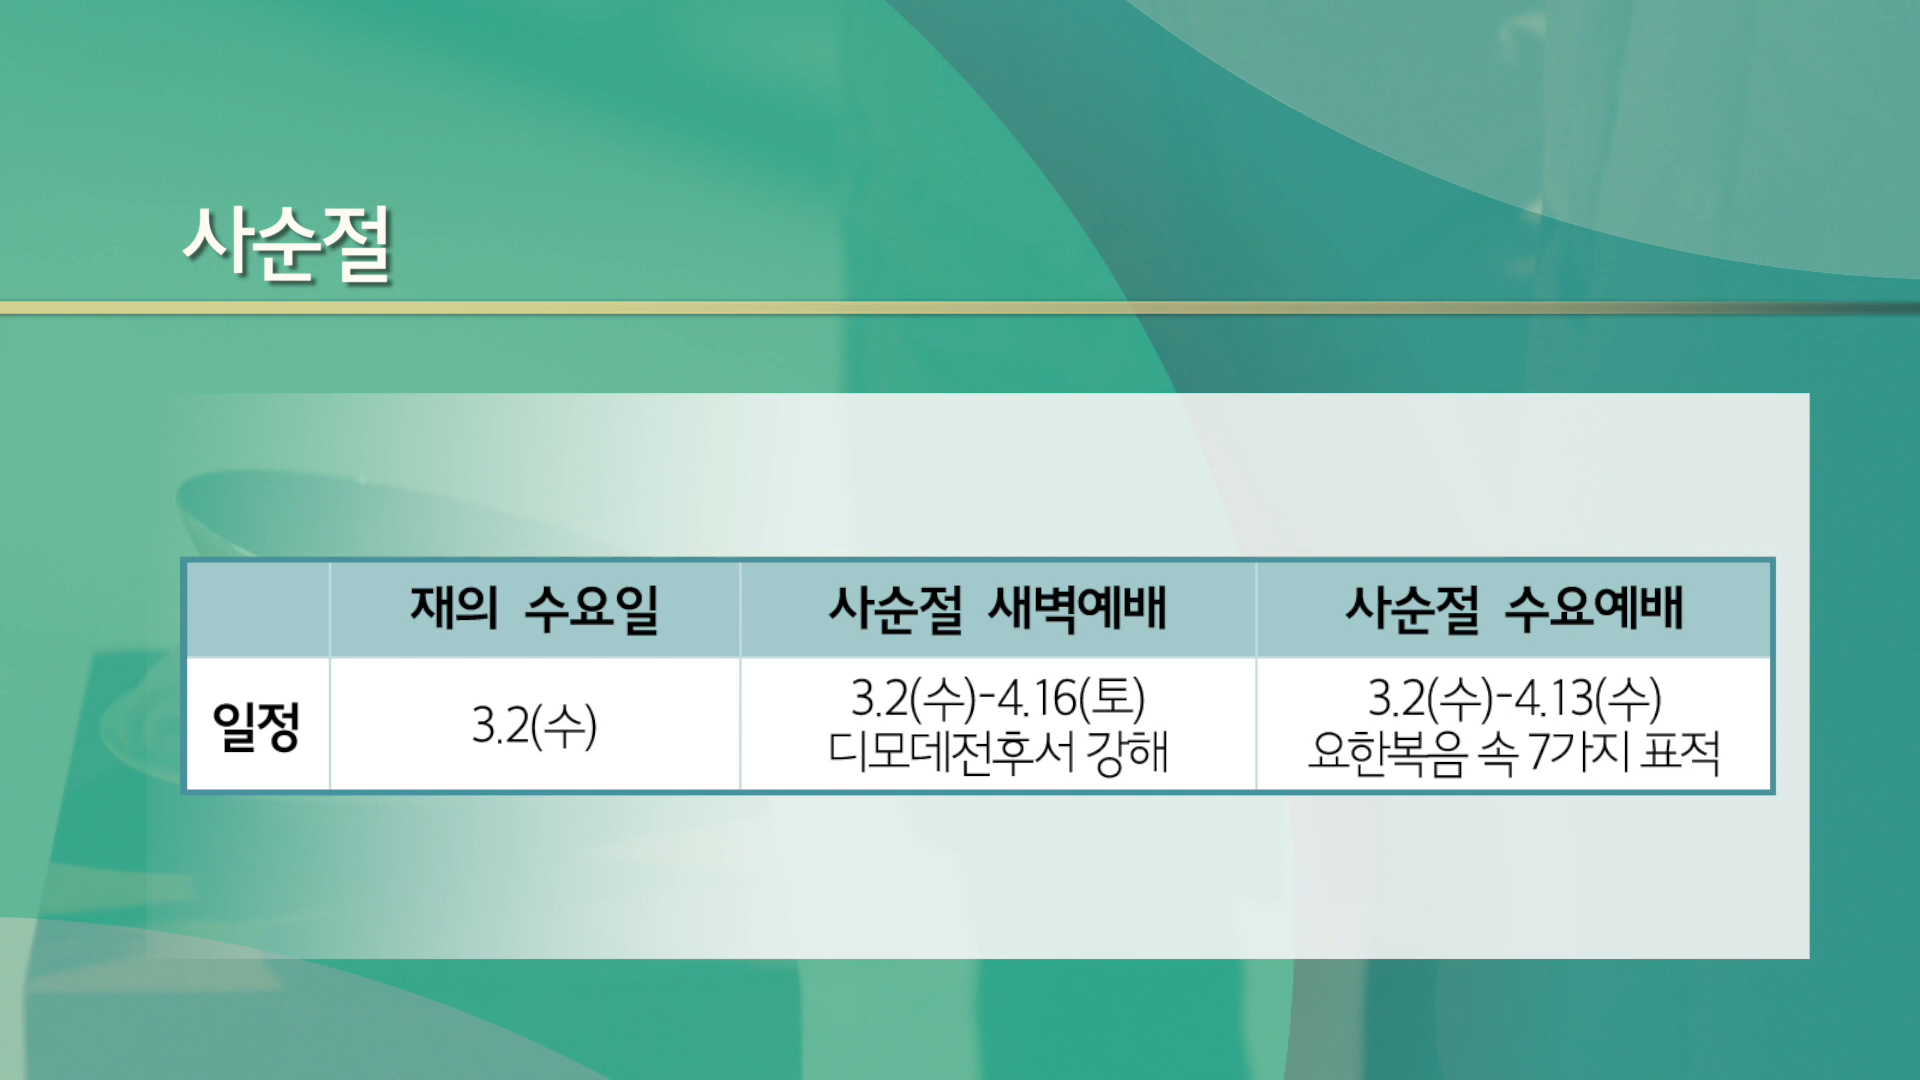 사순절
재의 수요일
사순절 새벽예배
사순절 수요예배
일정
3.2(수)
3.2(수)-4.16(토)
디모데전후서 강해
3.2(수)-4.13(수)
요한복음 속 7가지 표적